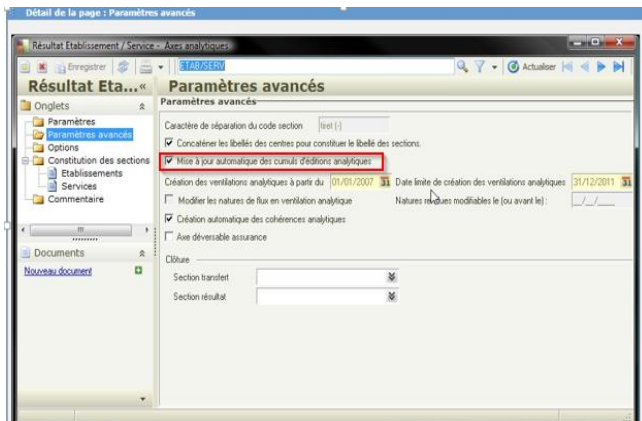 Détail de la page : Paramètres avancés
Résultat Etablissement / Service - Axes analytiques
Enregistrer ETAB/SERV Actualiser
Résultat Eta...« Paramètres avancés
Onglets
Paramètres
Paramètres avancés
Options
Constitution des sections
Etablissements
Services
Commentaire
Documents
Nouveau document
Paramètres avancés
Caractère de séparation du code section tiret (-)
Concaténer les libellés des centres pour constituer le libellé des sections.
Mise à jour automatique des cumuls d'éditions analytiques
Création des ventilations analytiques à partir du 01/01/2007 31 Date limite de création des ventilations analytiques 31/12/2011 31
Modifier les natures de flux en ventilation analytique Natures modifiables le (ou avant le) : __/__/____
Création automatique des cohérences analytiques
Axe déversable assurance
Clôture
Section transfert
Section résultat